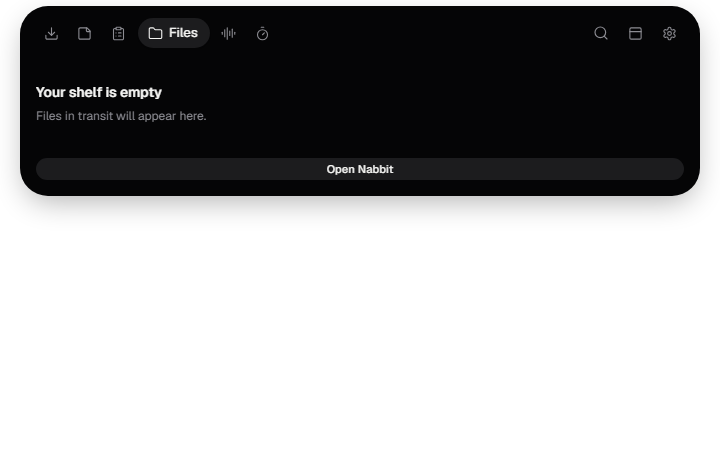 Files
Your shelf is empty
Files in transit will appear here.
Open Nabbit